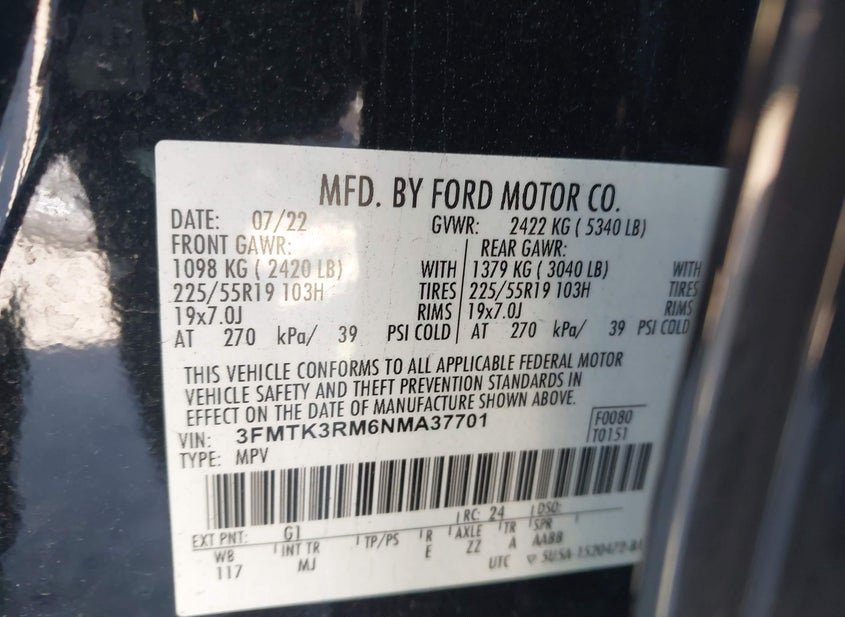 MFD. BY FORD MOTOR CO.
DATE: 07/22 GVWR: 2422 KG ( 5340 LB)
FRONT GAWR: REAR GAWR:
1098 KG ( 2420 LB) WITH 1379 KG ( 3040 LB) WITH
225/55R19 103H TIRES 225/55R19 103H TIRES
19x7.0J RIMS 19x7.0J RIMS
AT 270 kPa/ 39 PSI COLD AT 270 kPa/ 39 PSI COLD
THIS VEHICLE CONFORMS TO ALL APPLICABLE FEDERAL MOTOR
VEHICLE SAFETY AND THEFT PREVENTION STANDARDS IN
EFFECT ON THE DATE OF MANUFACTURE SHOWN ABOVE.
VIN: 3FMTK3RM6NMA37701 F0080
TYPE: MPV T0151
EXT PNT: G1 RC: 24 DSO:
WB INT TR TP/PS R AXLE TR SPR
117 MJ E ZZ A AABB
UTC